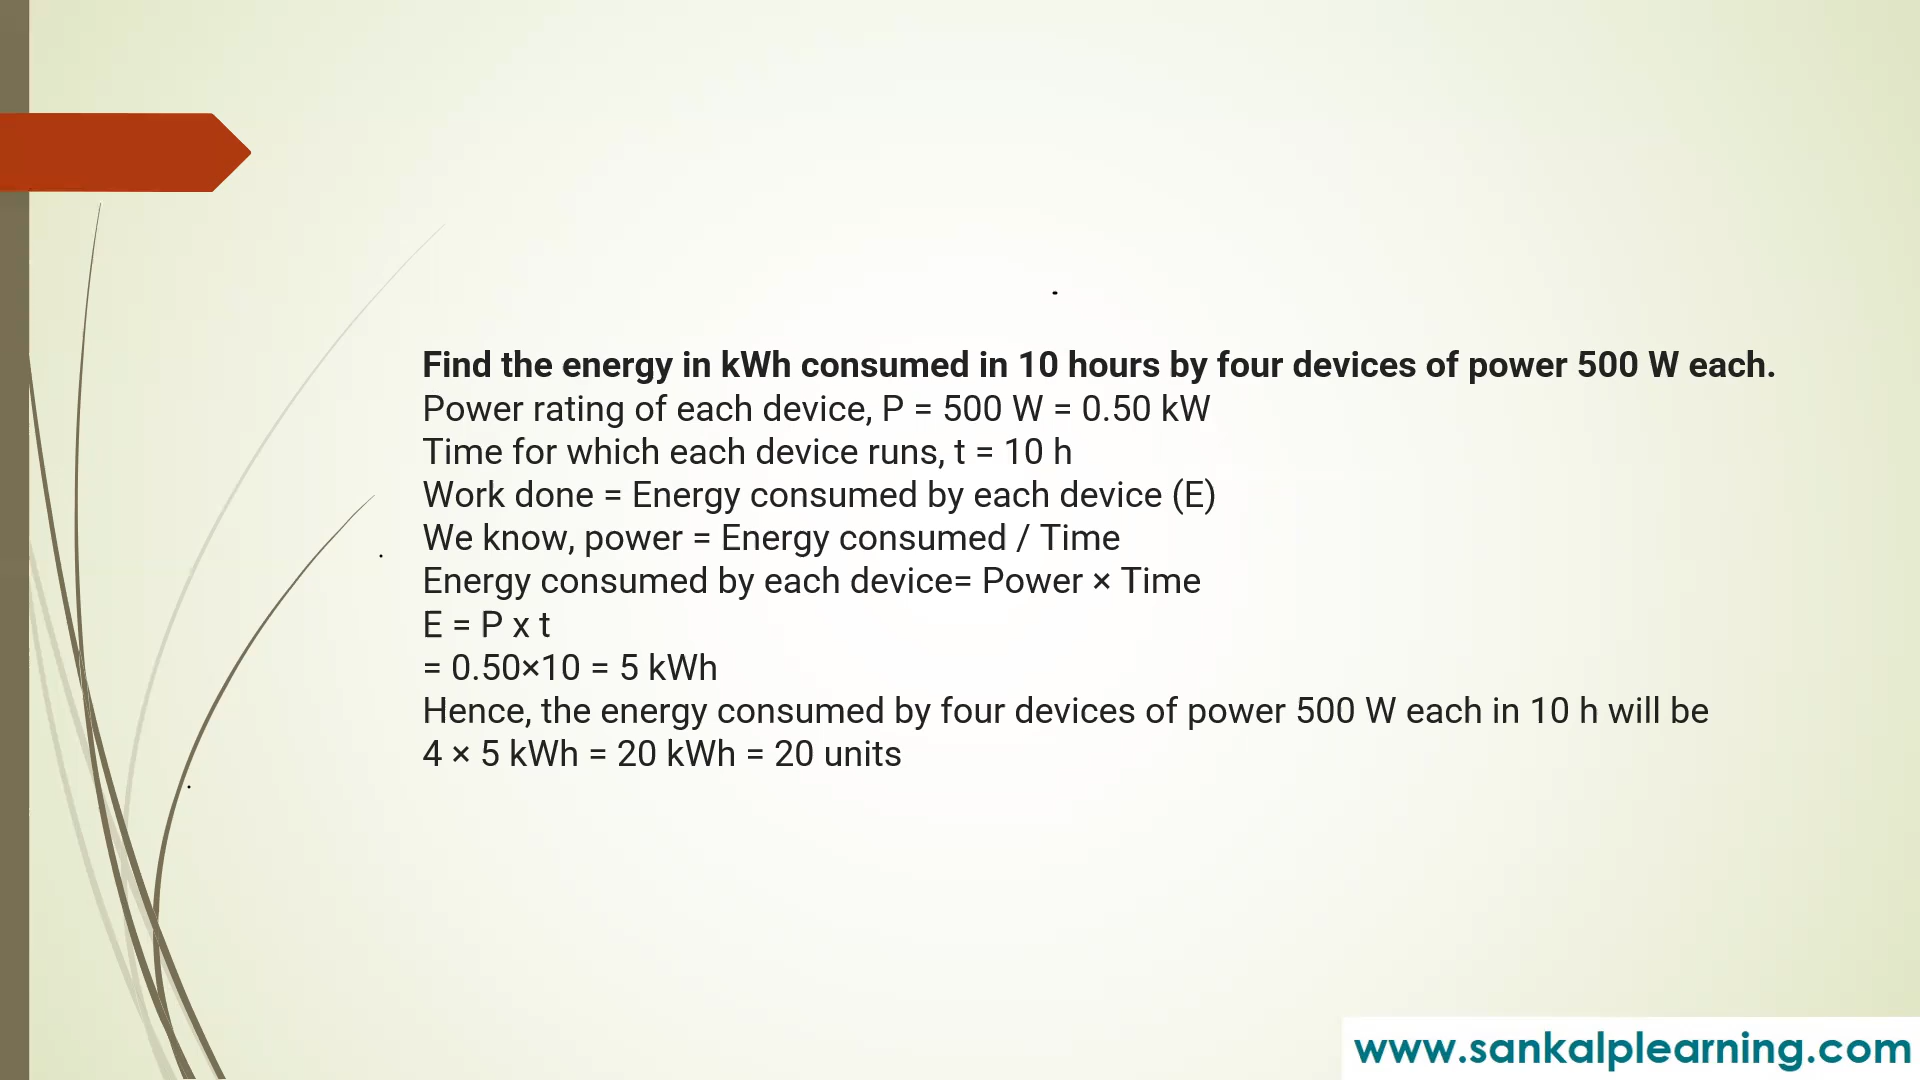 Find the energy in kWh consumed in 10 hours by four devices of power 500 W each.
Power rating of each device, P = 500 W = 0.50 kW
Time for which each device runs, t = 10 h
Work done = Energy consumed by each device (E)
We know, power = Energy consumed / Time
Energy consumed by each device= Power × Time
E = P x t
= 0.50×10 = 5 kWh
Hence, the energy consumed by four devices of power 500 W each in 10 h will be
4 × 5 kWh = 20 kWh = 20 units
www.sankalplearning.com